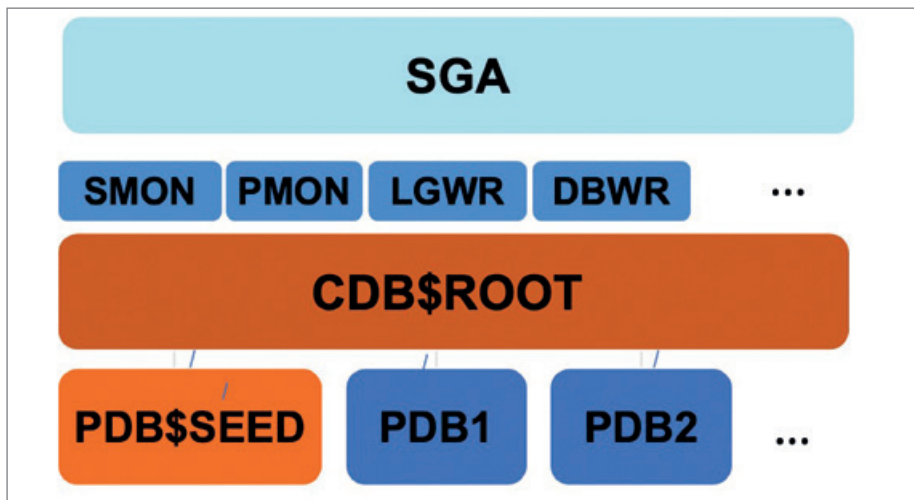 SGA
SMON PMON LGWR DBWR ...
CDB$ROOT
PDB$SEED PDB1 PDB2 ...